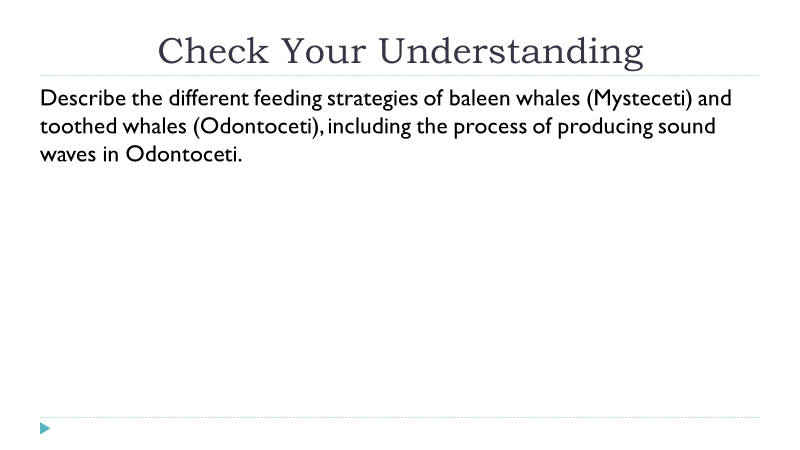 Check Your Understanding
Describe the different feeding strategies of baleen whales (Mysteceti) and
toothed whales (Odontoceti), including the process of producing sound
waves in Odontoceti.